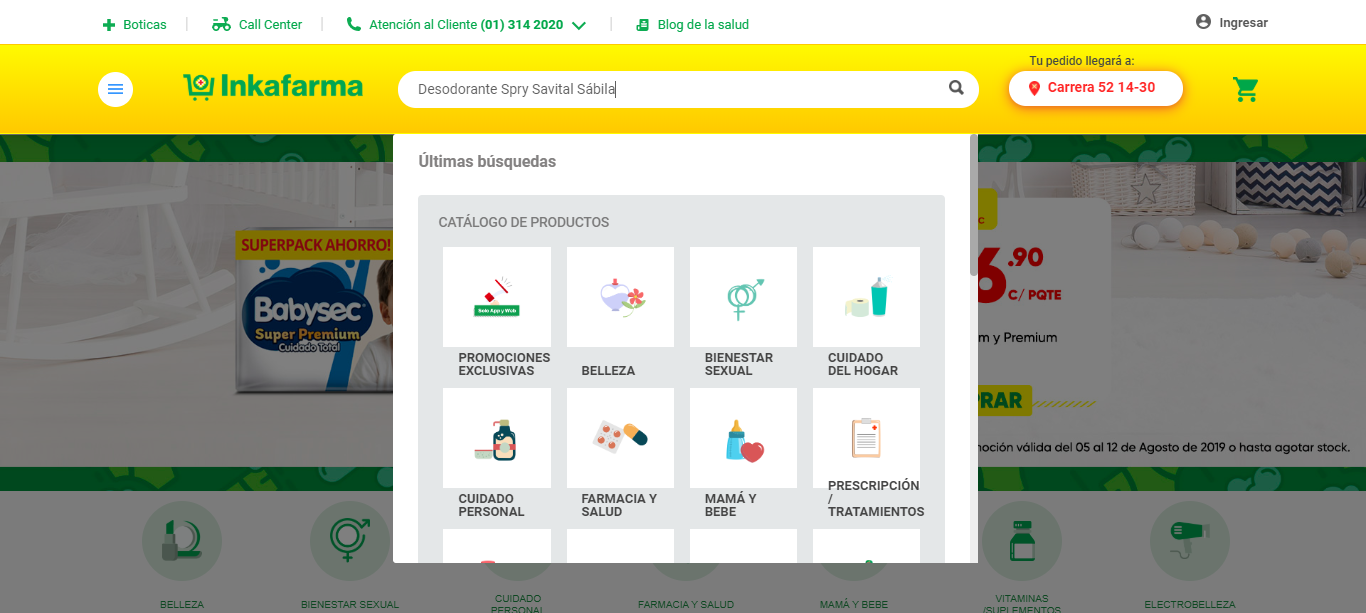 Boticas
Call Center
Atención al Cliente (01) 314 2020
Blog de la salud
Ingresar
Inkafarma
Desodorante Spry Savital Sábila
Tu pedido llegará a:
Carrera 52 14-30
Últimas búsquedas
CATÁLOGO DE PRODUCTOS
Solo App y Web
PROMOCIONES
EXCLUSIVAS
BELLEZA
BIENESTAR
SEXUAL
CUIDADO
DEL HOGAR
CUIDADO
PERSONAL
FARMACIA Y
SALUD
MAMÁ Y
BEBE
PRESCRIPCIÓN
/
TRATAMIENTOS
SUPERPACK AHORRO!
Babysec
Super Premium
Cuidado Total
6.90
C/ PQTE
m y Premium
PRAR
moción válida del 05 al 12 de Agosto de 2019 o hasta agotar stock.
BELLEZA
BIENESTAR SEXUAL
CUIDADO
PERSONAL
FARMACIA Y SALUD
MAMÁ Y BEBE
VITAMINAS
/SUPLEMENTOS
ELECTROBELLEZA